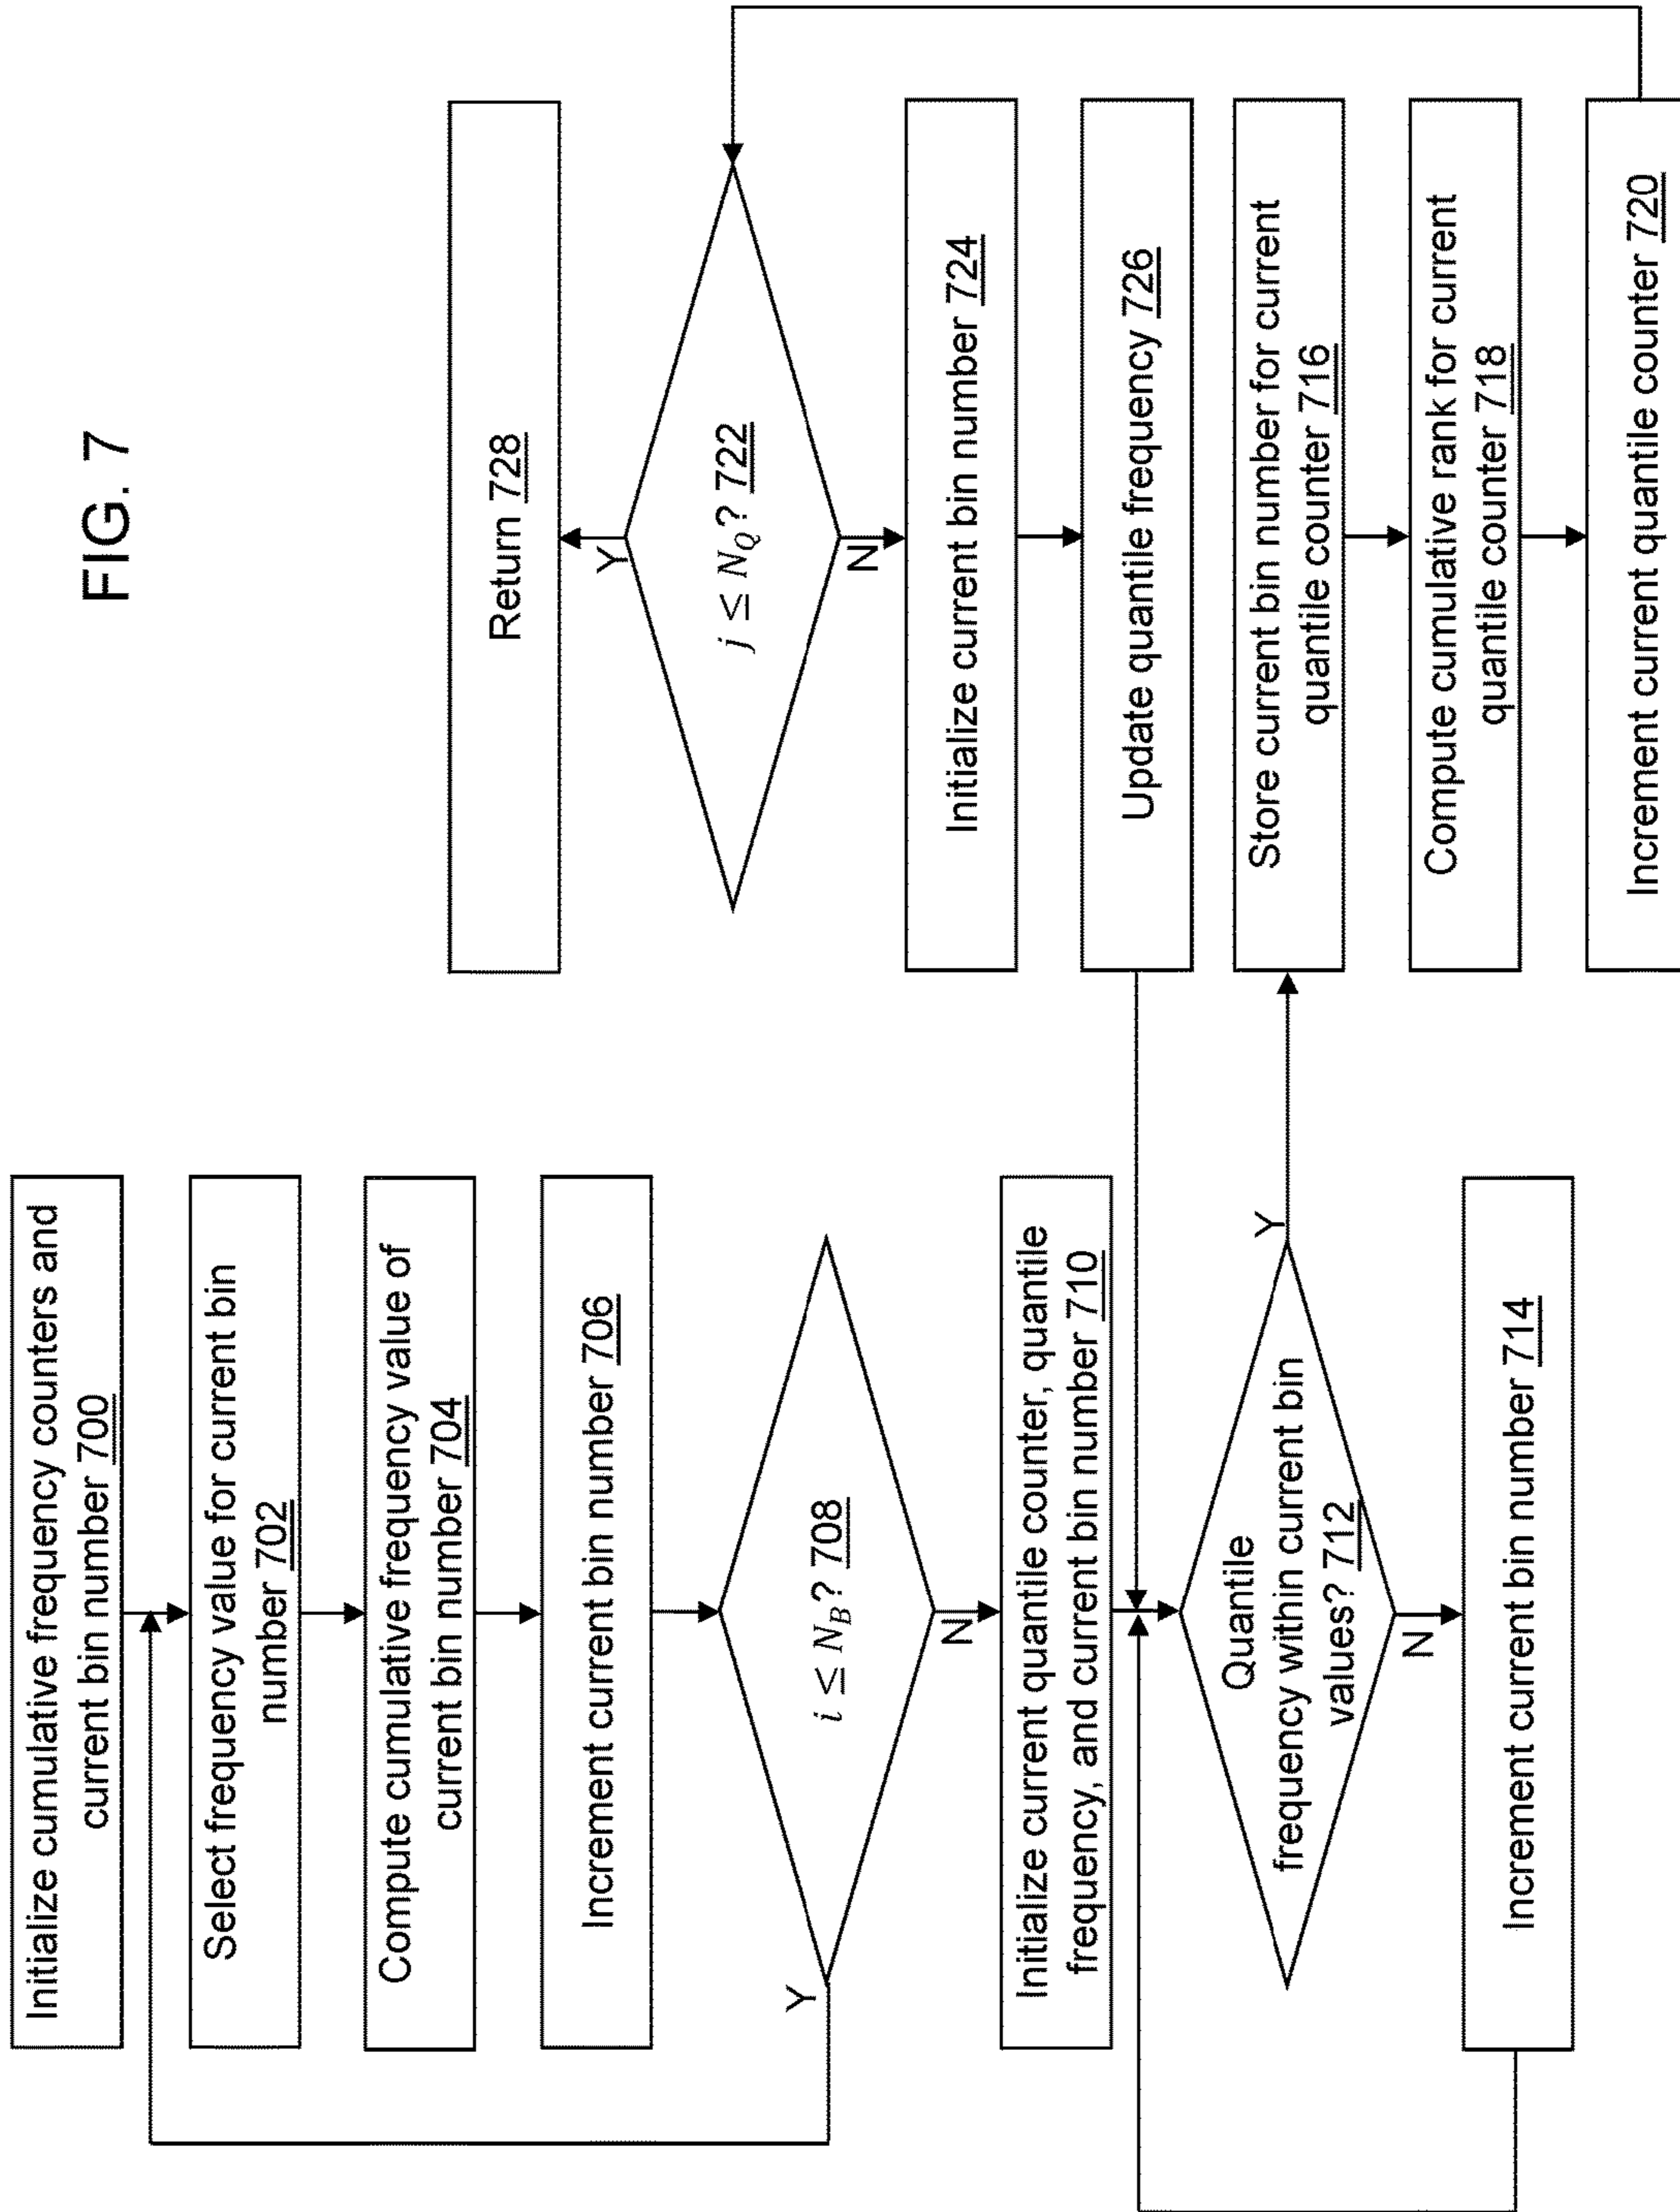 FIG. 7
Initialize cumulative frequency counters and
current bin number 700
Select frequency value for current bin
number 702
Compute cumulative frequency value of
current bin number 704
Increment current bin number 706
i ≤ N_B? 708
Y
N
Initialize current quantile counter, quantile
frequency, and current bin number 710
Quantile
frequency within current bin
values? 712
Y
N
Increment current bin number 714
Return 728
Y
j ≤ N_Q? 722
N
Initialize current bin number 724
Update quantile frequency 726
Store current bin number for current
quantile counter 716
Compute cumulative rank for current
quantile counter 718
Increment current quantile counter 720